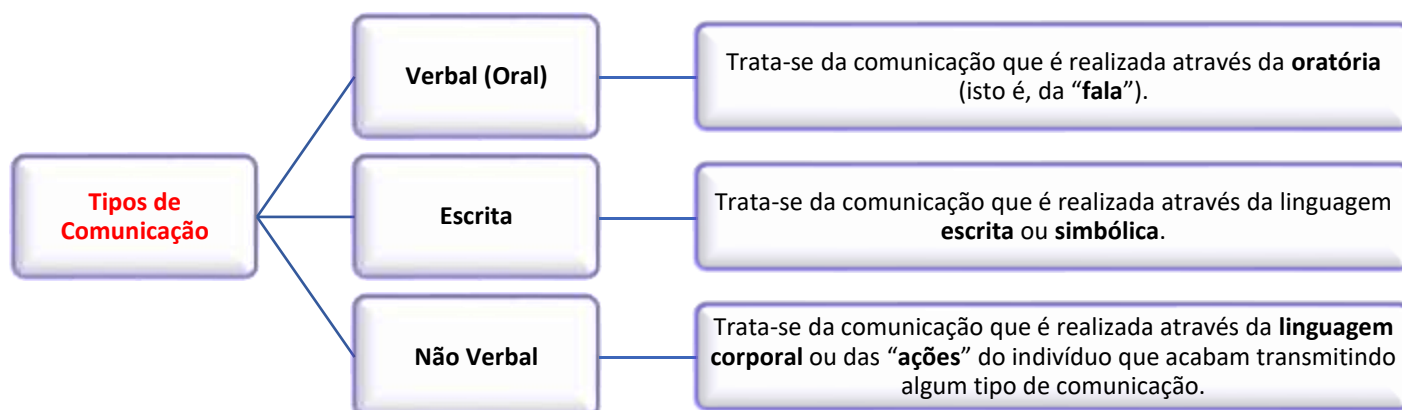 Tipos de
Comunicação
Verbal (Oral)
Trata-se da comunicação que é realizada através da oratória
(isto é, da “fala”).
Escrita
Trata-se da comunicação que é realizada através da linguagem
escrita ou simbólica.
Não Verbal
Trata-se da comunicação que é realizada através da linguagem
corporal ou das “ações” do indivíduo que acabam transmitindo
algum tipo de comunicação.